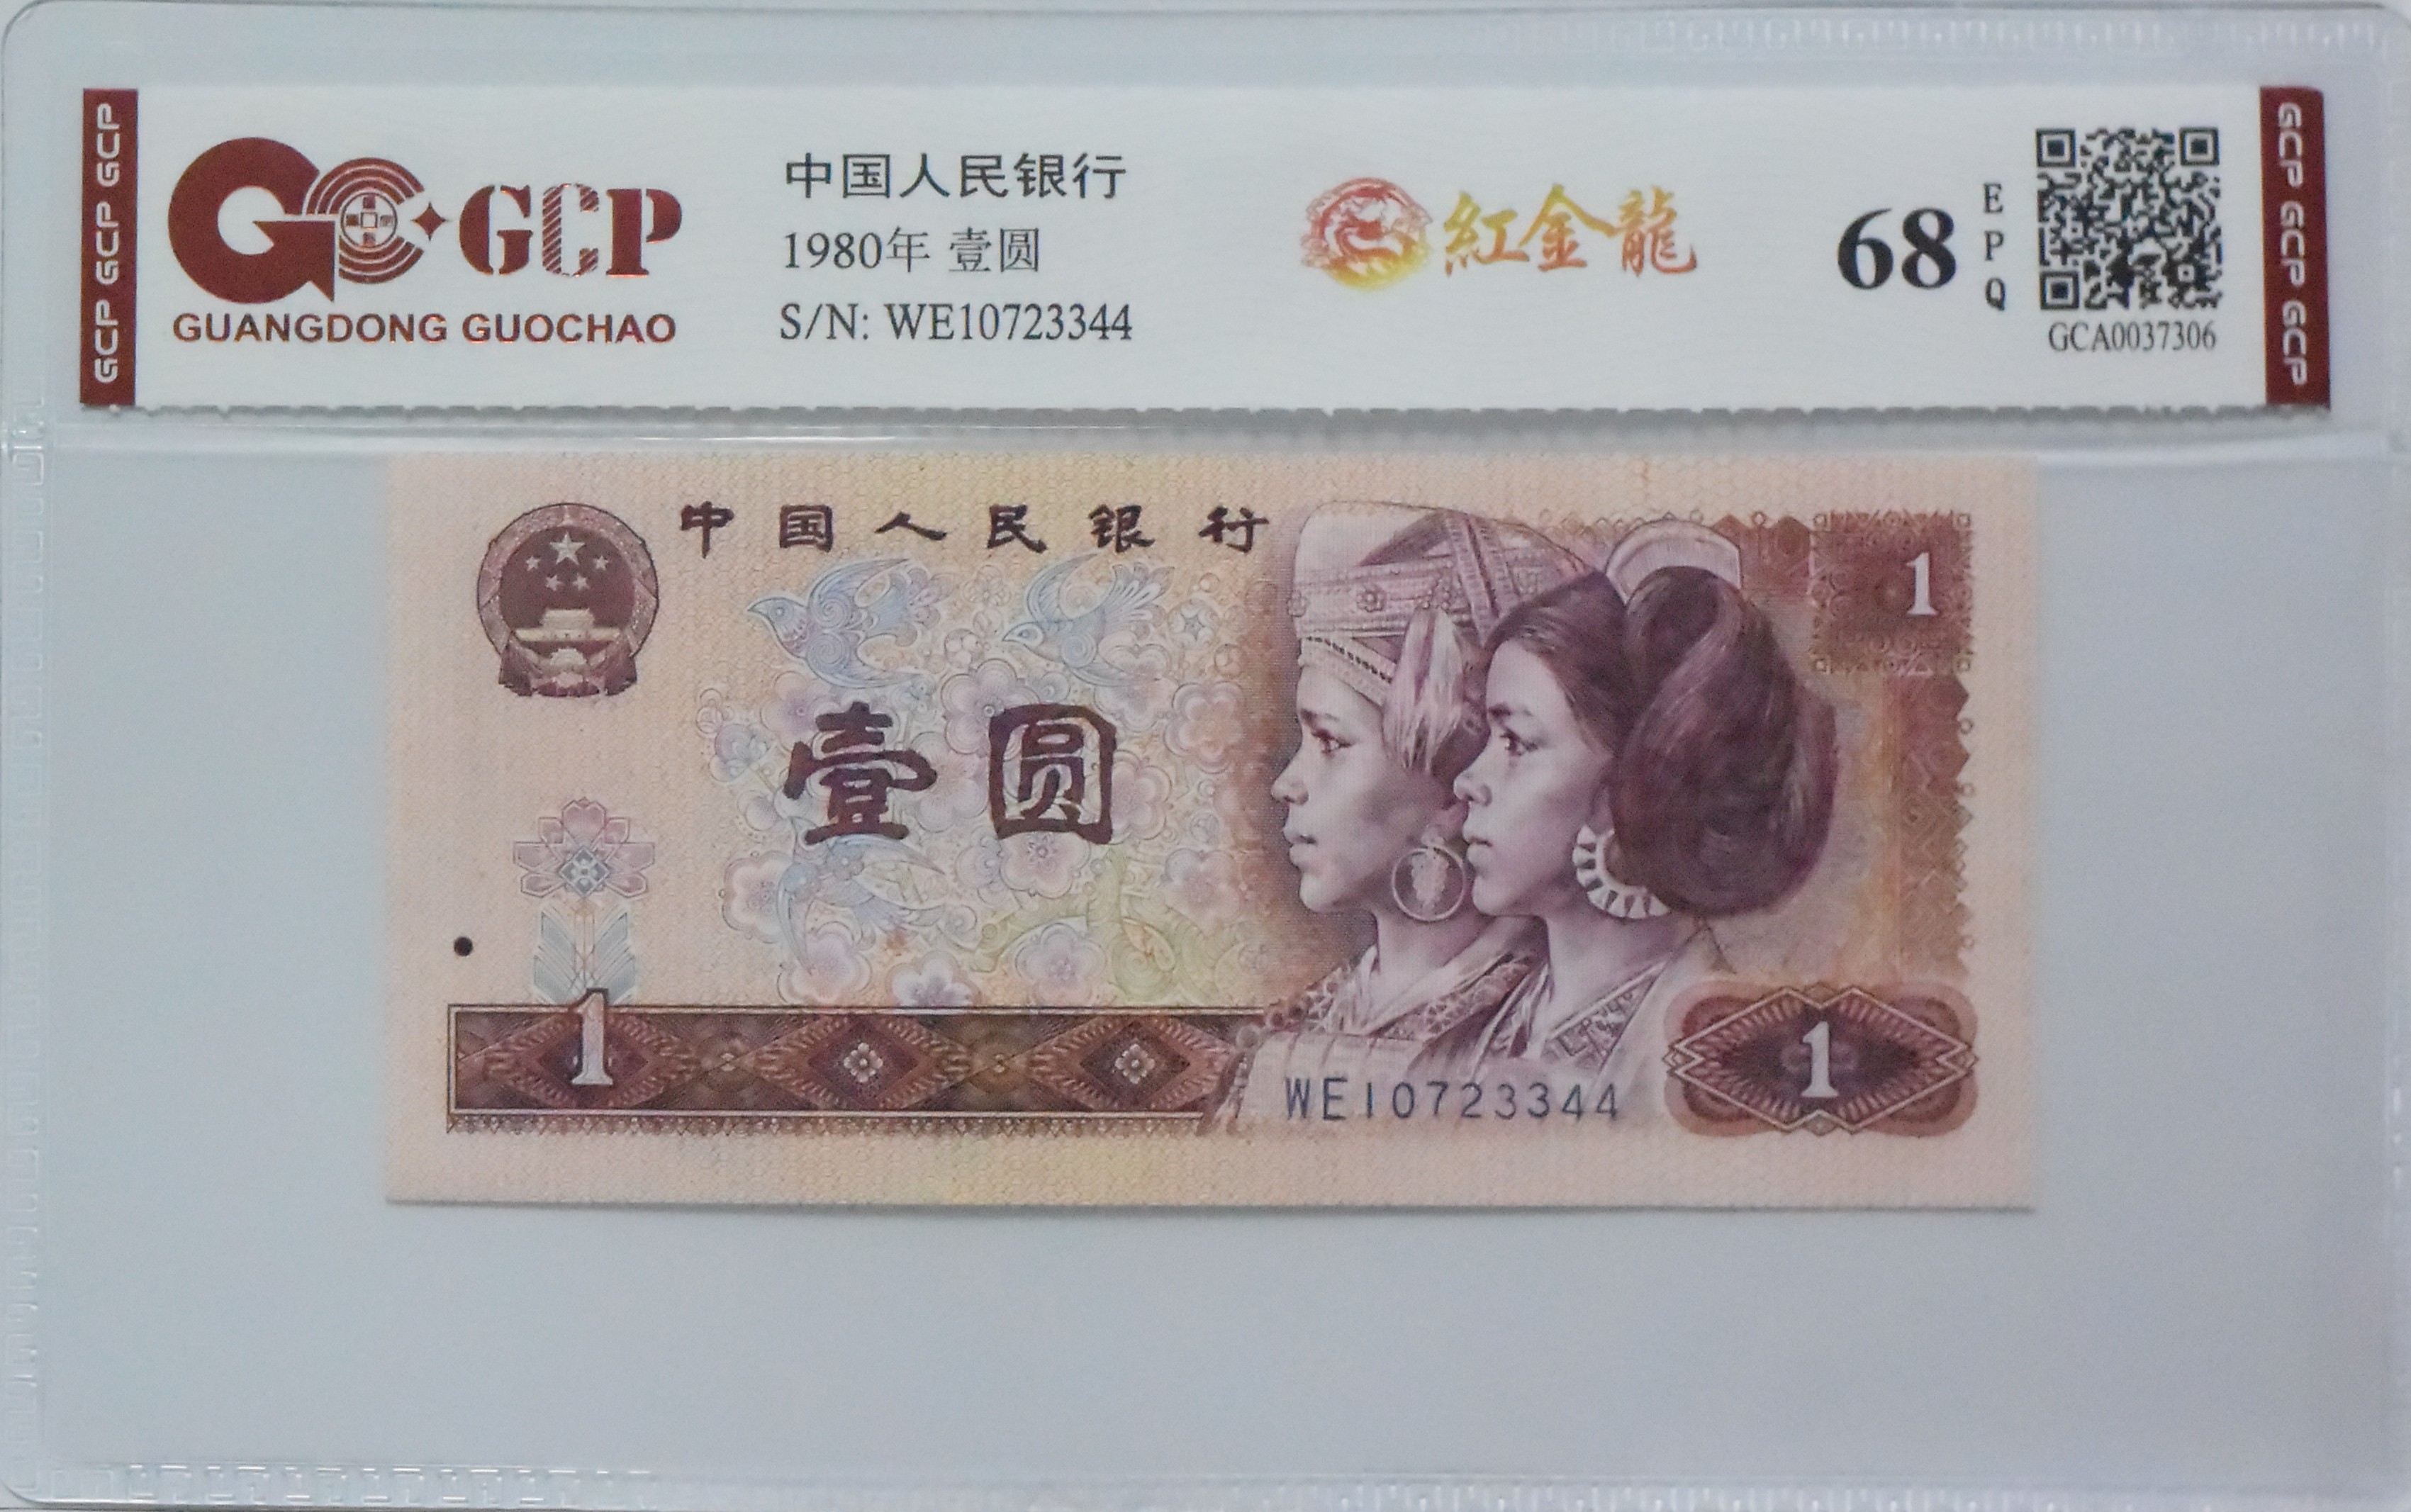 GCP GCP GCP
GCP
GUANGDONG GUOCHAO
中国人民银行
1980年 壹圆
S/N: WE10723344
紅金龍
68
EPQ
GCA0037306
GCP GCP GCP
中国人民银行
1
壹圆
1
1
WE10723344